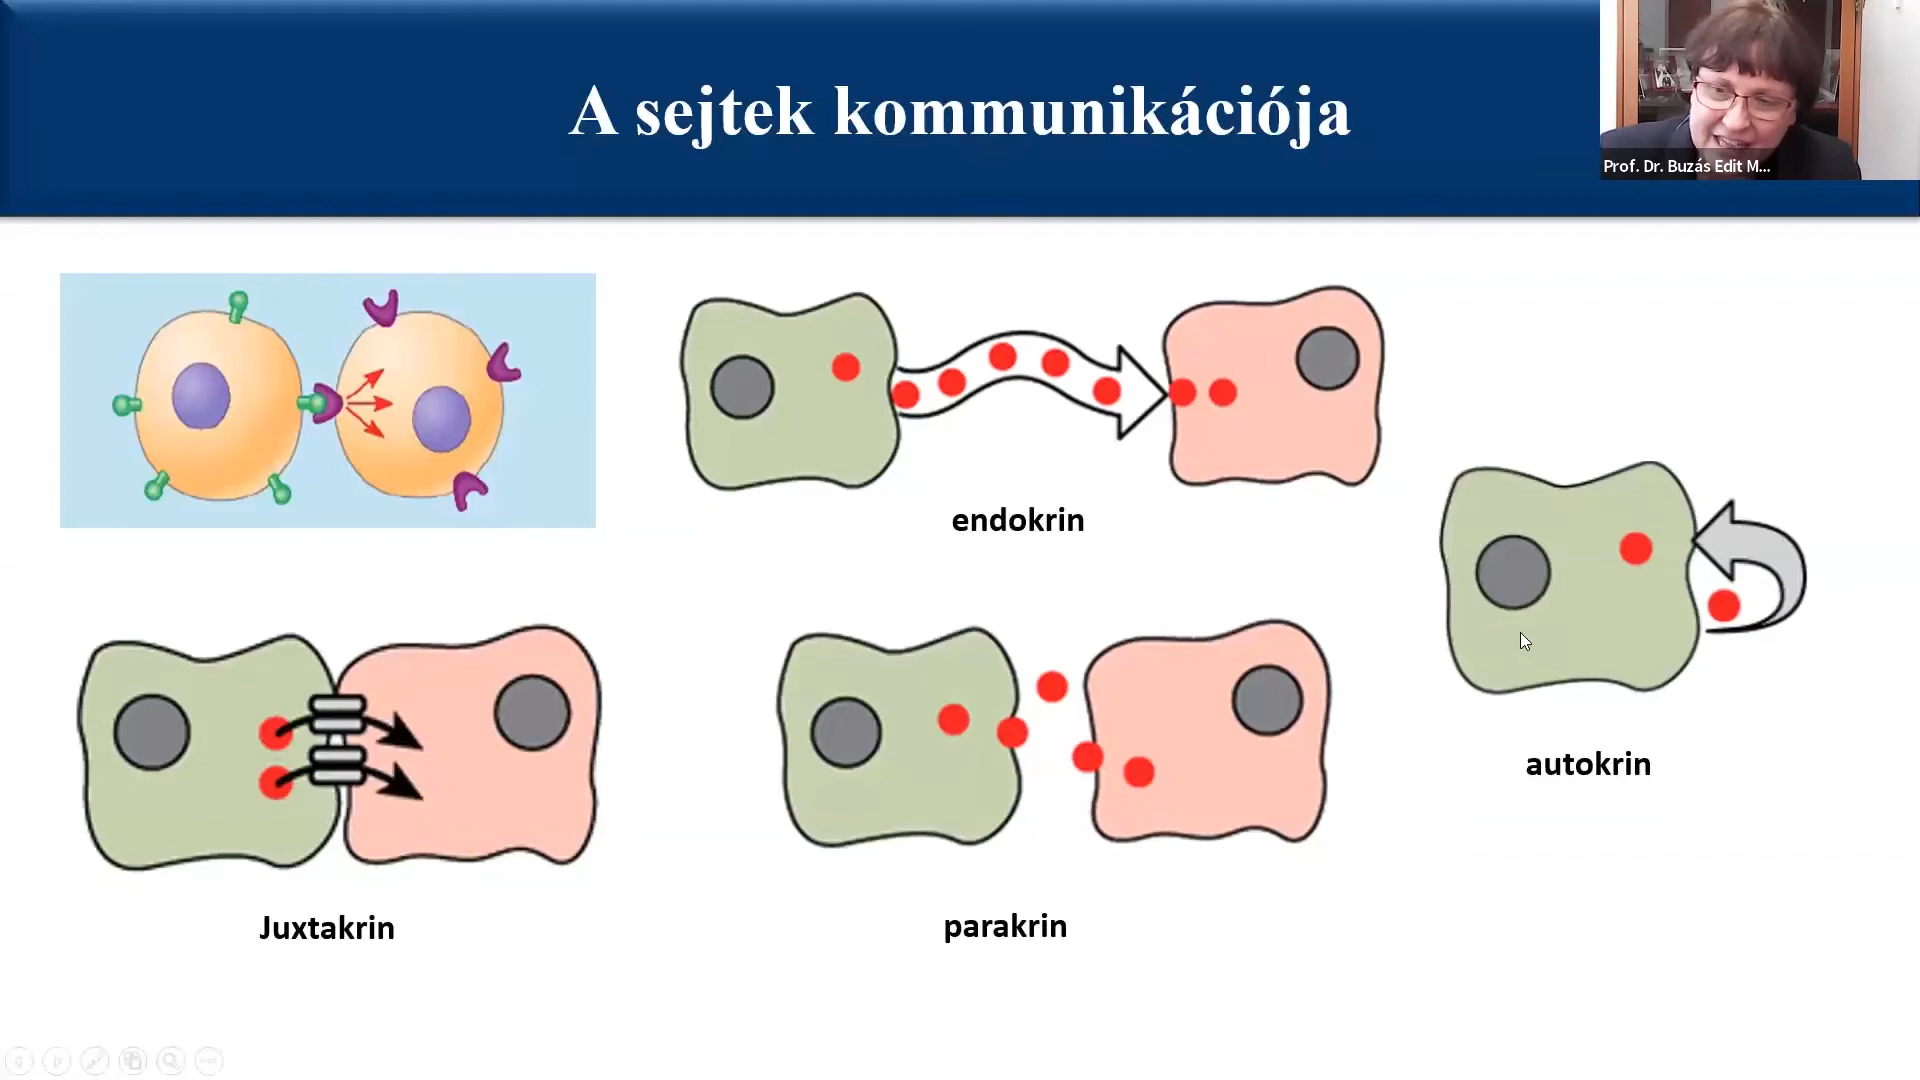 A sejtek kommunikációja
Prof. Dr. Buzás Edit M...
endokrin
autokrin
Juxtakrin
parakrin